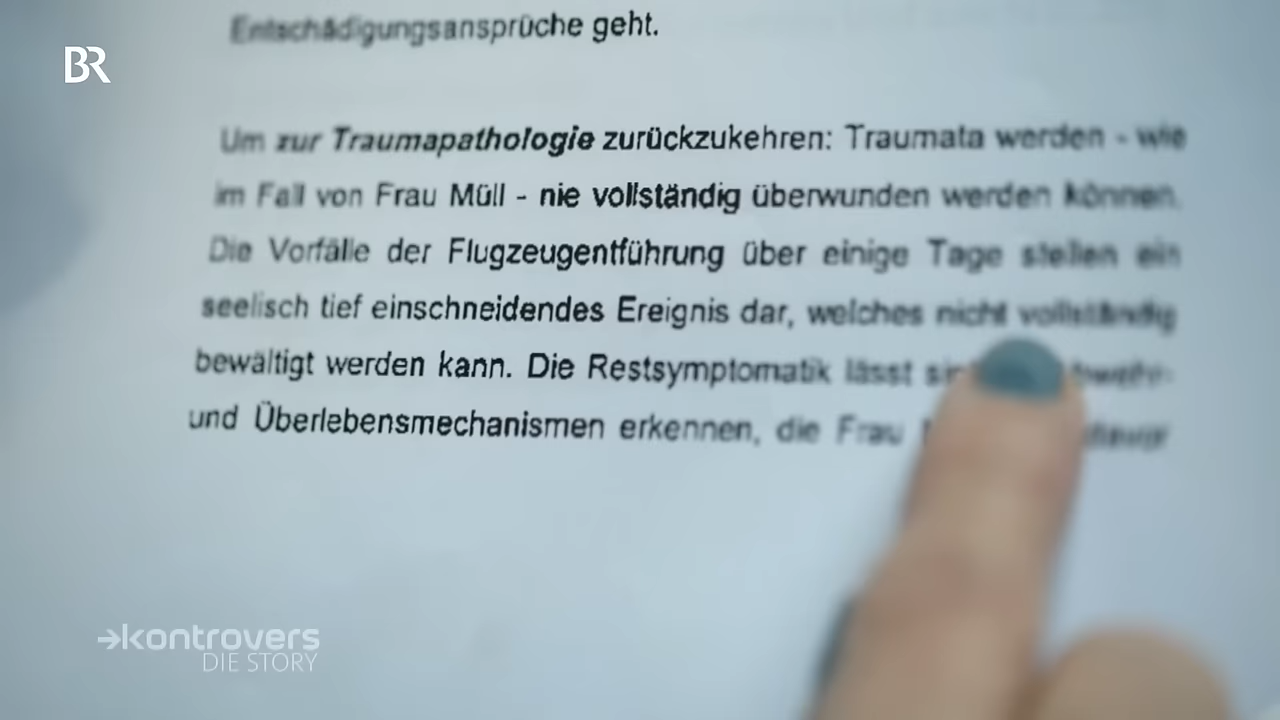 Entschädigungsansprüche geht.
BR
Um zur Traumapathologie zurückzukehren: Traumata werden - wie
im Fall von Frau Müll - nie vollständig überwunden werden können.
Die Vorfälle der Flugzeugentführung über einige Tage stellen ein
seelisch tief einschneidendes Ereignis dar, welches nicht vollständig
bewältigt werden kann. Die Restsymptomatik lässt
und Überlebensmechanismen erkennen, die Frau
→kontrovers
DIE STORY